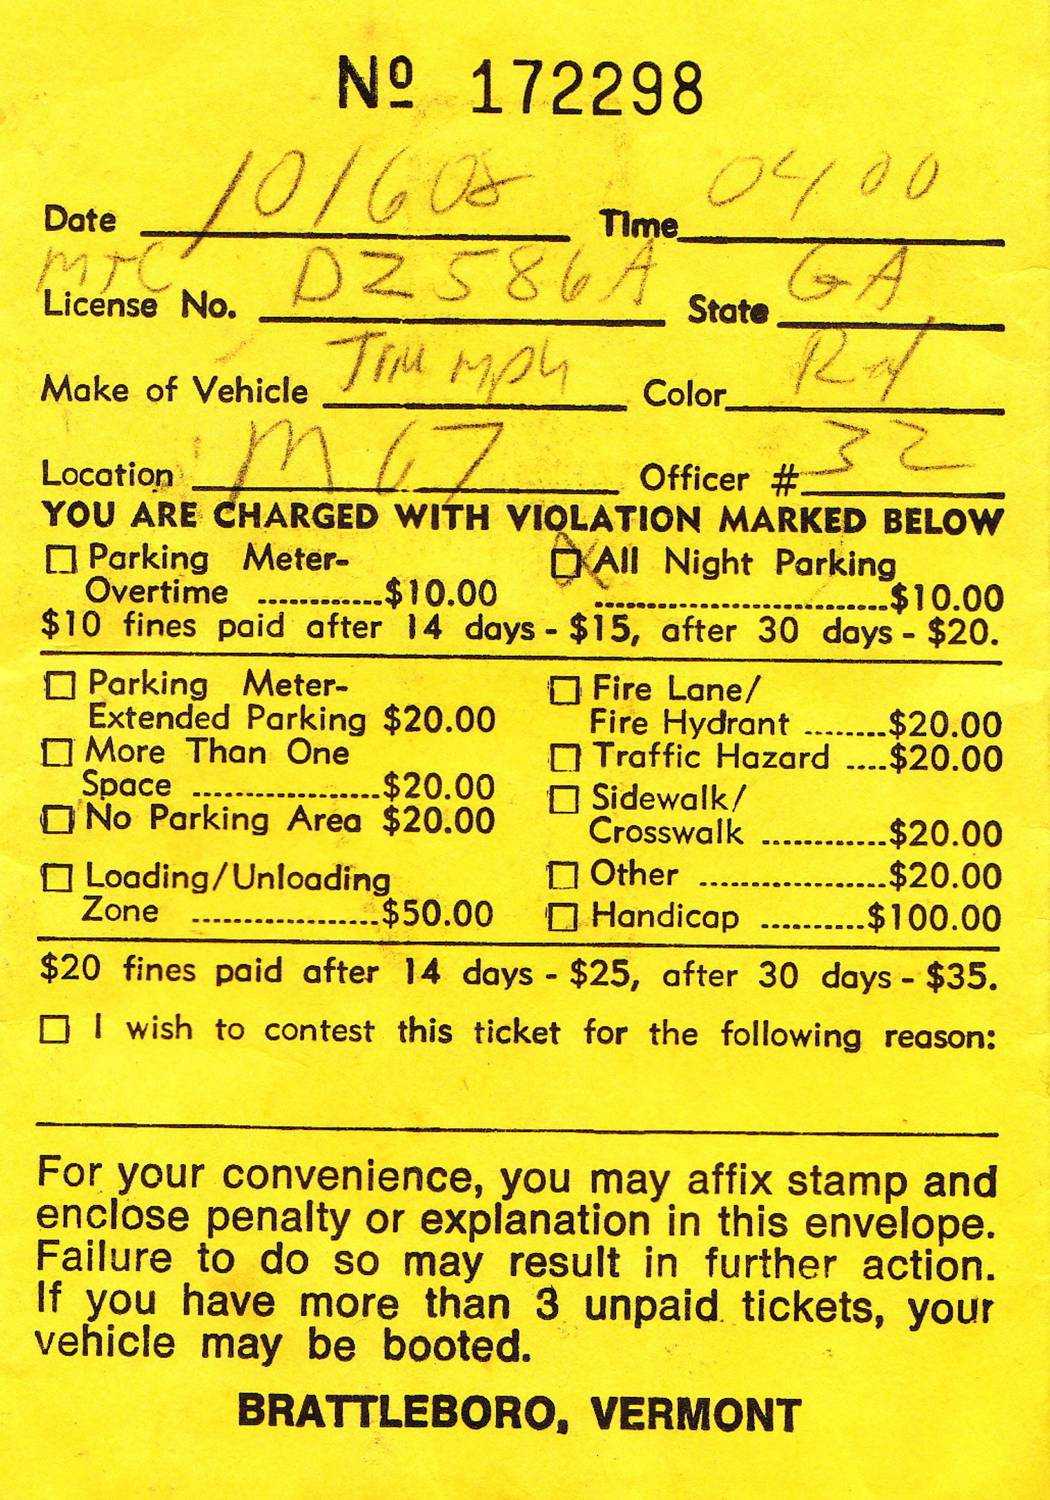 Nº 172298
Date 10/6 08 Time 0400
MTC
License No. DZ586A State GA
Make of Vehicle Triumph Color Rd
Location M 67 Officer # 32
YOU ARE CHARGED WITH VIOLATION MARKED BELOW
☐ Parking Meter- ☒ All Night Parking
Overtime ............$10.00 ............................$10.00
$10 fines paid after 14 days - $15, after 30 days - $20.
☐ Parking Meter- ☐ Fire Lane/
Extended Parking $20.00 Fire Hydrant ........$20.00
☐ More Than One ☐ Traffic Hazard ....$20.00
Space ..................$20.00 ☐ Sidewalk/
☐ No Parking Area $20.00 Crosswalk ............$20.00
☐ Loading/Unloading ☐ Other ..................$20.00
Zone ..................$50.00 ☐ Handicap ..........$100.00
$20 fines paid after 14 days - $25, after 30 days - $35.
☐ I wish to contest this ticket for the following reason:
For your convenience, you may affix stamp and
enclose penalty or explanation in this envelope.
Failure to do so may result in further action.
If you have more than 3 unpaid tickets, your
vehicle may be booted.
BRATTLEBORO, VERMONT